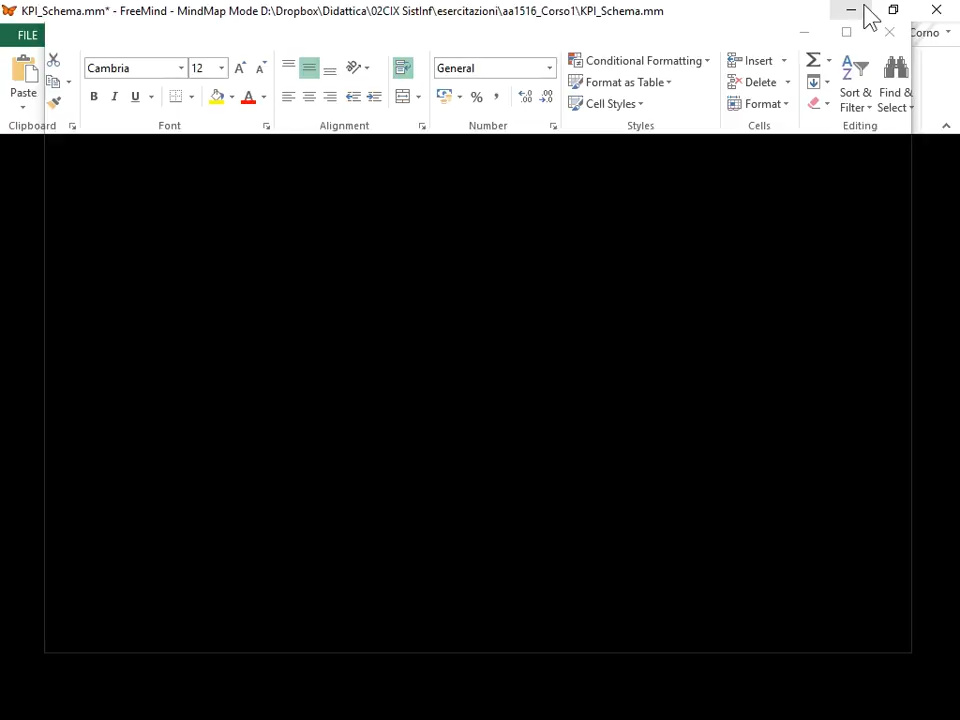 KPI_Schema.mm* - FreeMind - MindMap Mode D:\Dropbox\Didattica\02CIX SistInf\esercitazioni\aa1516_Corso1\KPI_Schema.mm
FILE
Corno
Cambria 12 General
Conditional Formatting Insert
Paste
Format as Table Delete Sort & Find &
B I U % ,
Cell Styles Format Filter Select
Clipboard Font Alignment Number Styles Cells Editing